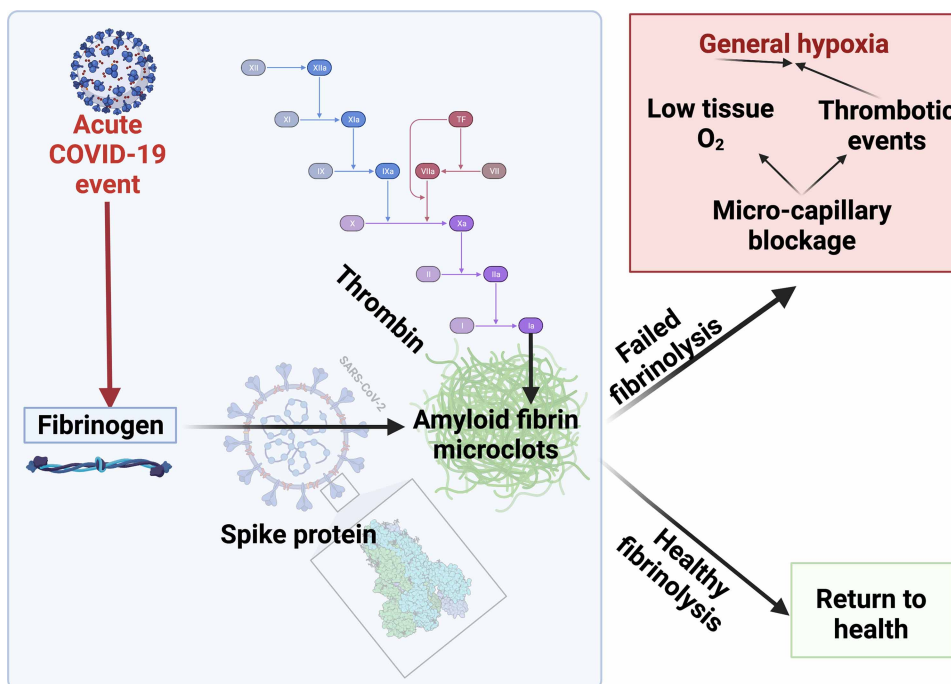 Acute
COVID-19
event
Fibrinogen
XII
XIIa
XI
XIa
TF
IX
IXa
VIIa
VII
X
Xa
II
IIa
I
Ia
Thrombin
SARS-CoV-2
Amyloid fibrin
microclots
Spike protein
Failed
fibrinolysis
Healthy
fibrinolysis
General hypoxia
Low tissue
O₂
Thrombotic
events
Micro-capillary
blockage
Return to
health